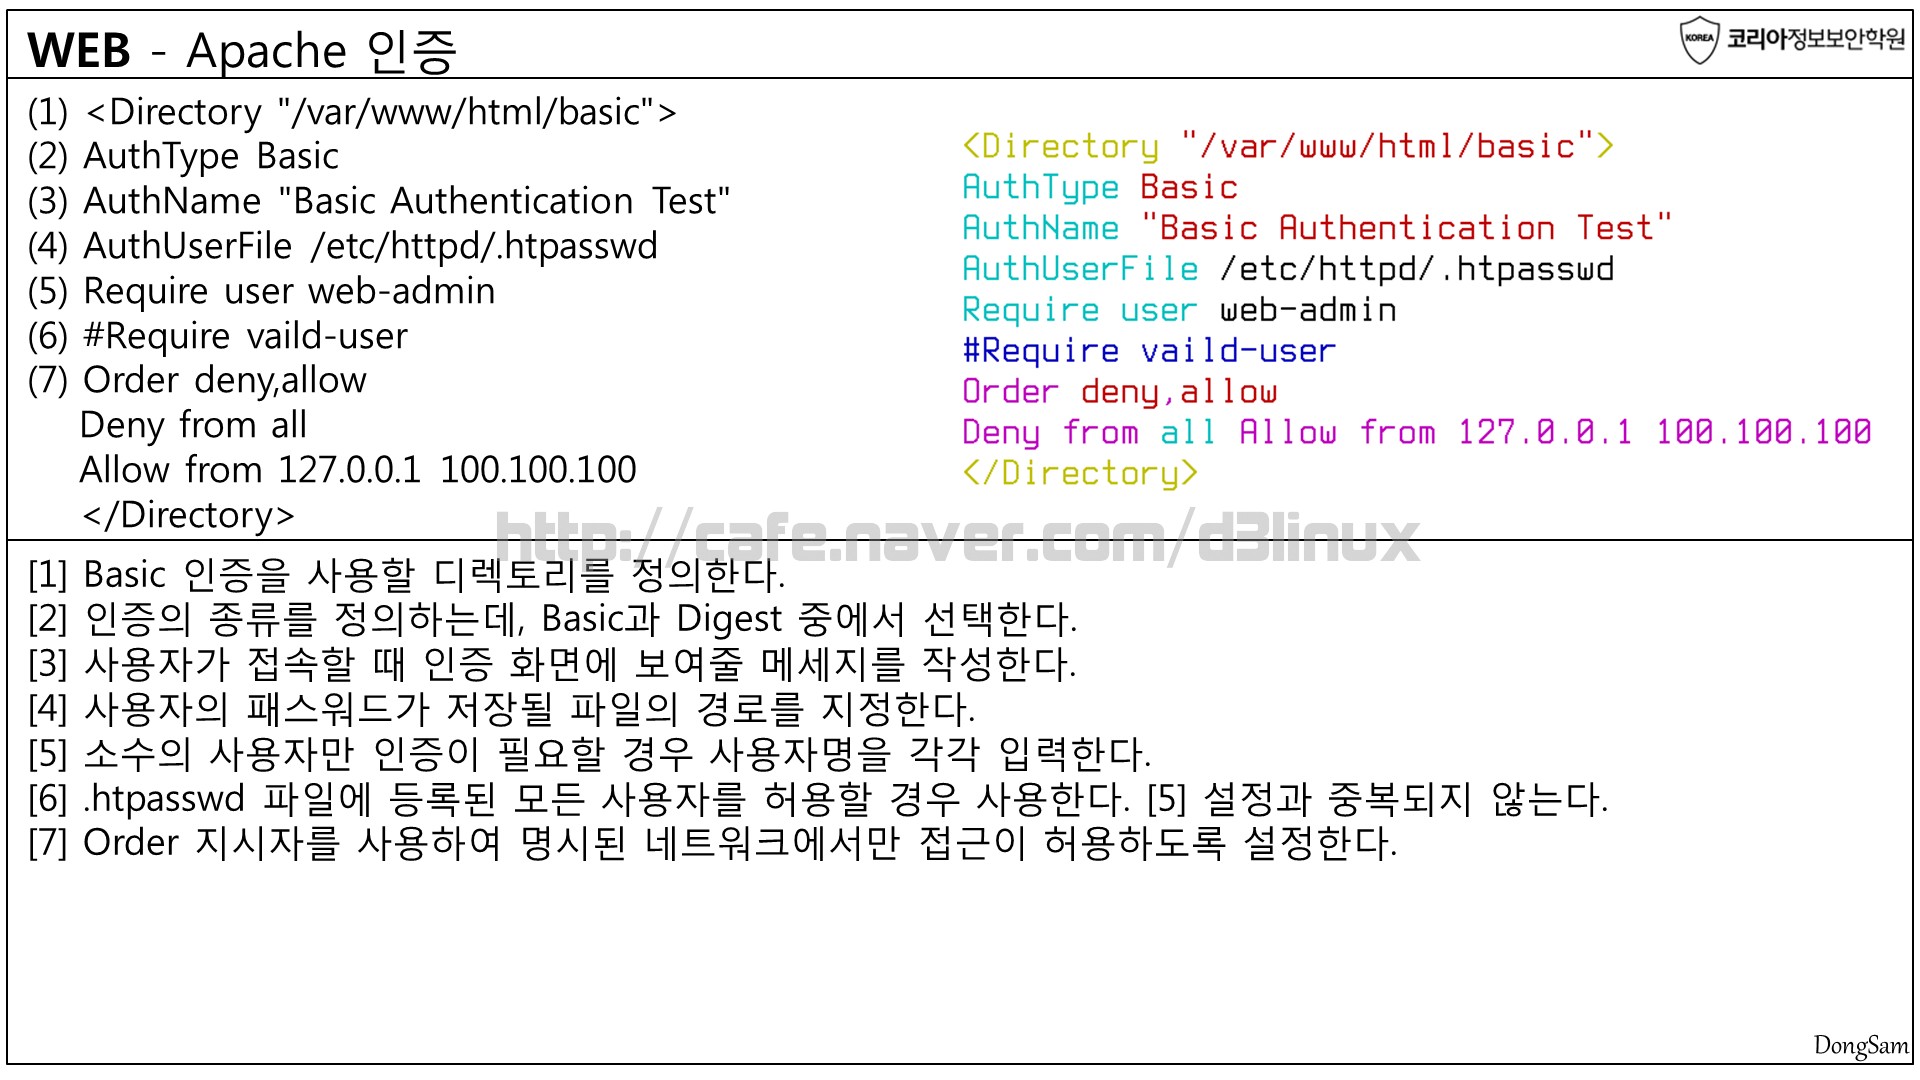 WEB - Apache 인증
KOREA 코리아정보보안학원
(1) <Directory "/var/www/html/basic">
(2) AuthType Basic
(3) AuthName "Basic Authentication Test"
(4) AuthUserFile /etc/httpd/.htpasswd
(5) Require user web-admin
(6) #Require vaild-user
(7) Order deny,allow
Deny from all
Allow from 127.0.0.1 100.100.100
</Directory>
<Directory "/var/www/html/basic">
AuthType Basic
AuthName "Basic Authentication Test"
AuthUserFile /etc/httpd/.htpasswd
Require user web-admin
#Require vaild-user
Order deny,allow
Deny from all Allow from 127.0.0.1 100.100.100
</Directory>
http://cafe.naver.com/d3linux
[1] Basic 인증을 사용할 디렉토리를 정의한다.
[2] 인증의 종류를 정의하는데, Basic과 Digest 중에서 선택한다.
[3] 사용자가 접속할 때 인증 화면에 보여줄 메세지를 작성한다.
[4] 사용자의 패스워드가 저장될 파일의 경로를 지정한다.
[5] 소수의 사용자만 인증이 필요할 경우 사용자명을 각각 입력한다.
[6] .htpasswd 파일에 등록된 모든 사용자를 허용할 경우 사용한다. [5] 설정과 중복되지 않는다.
[7] Order 지시자를 사용하여 명시된 네트워크에서만 접근이 허용하도록 설정한다.
DongSam